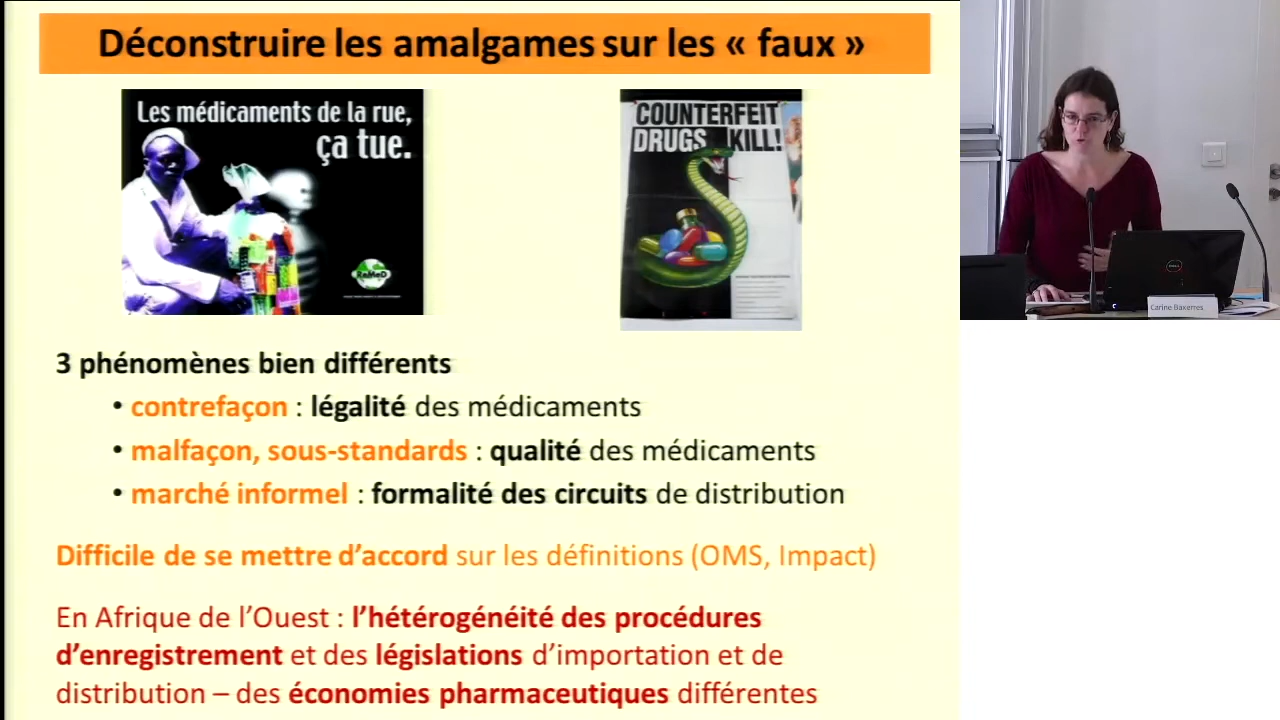 Déconstruire les amalgames sur les « faux »
Les médicaments de la rue,
ça tue.
ReMeD
COUNTERFEIT
DRUGS KILL!
3 phénomènes bien différents
• contrefaçon : légalité des médicaments
• malfaçon, sous-standards : qualité des médicaments
• marché informel : formalité des circuits de distribution
Difficile de se mettre d’accord sur les définitions (OMS, Impact)
En Afrique de l’Ouest : l’hétérogénéité des procédures
d’enregistrement et des législations d’importation et de
distribution – des économies pharmaceutiques différentes
DELL
Carine Baxerres